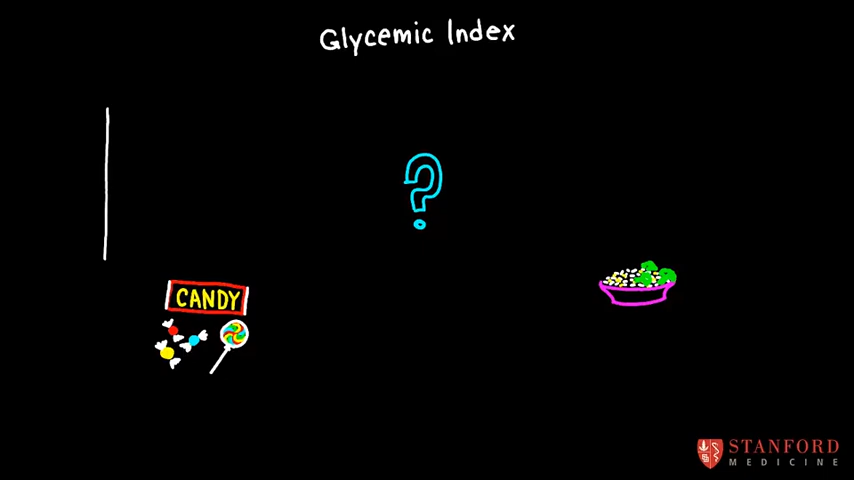 Glycemic Index
?
CANDY
STANFORD
MEDICINE